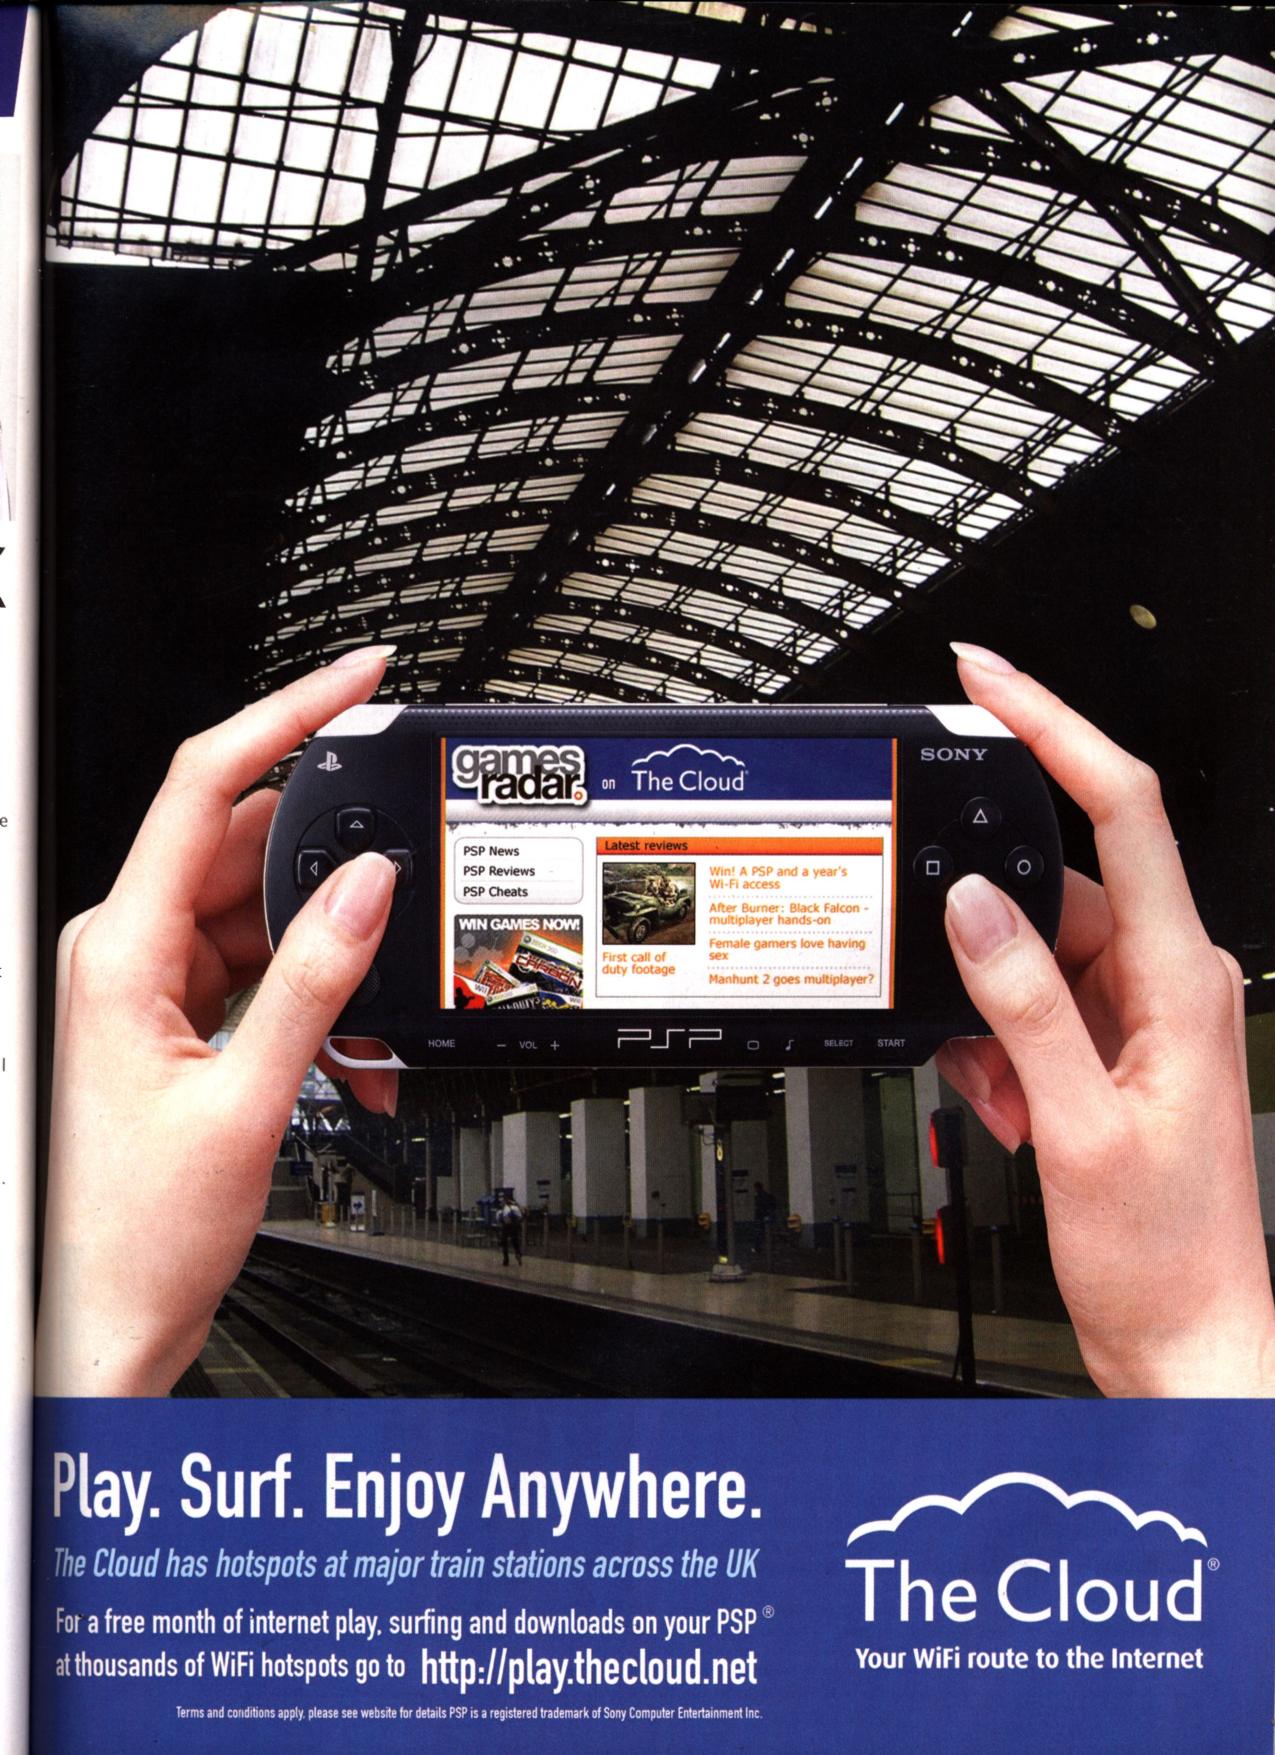 SONY
games
radar.
on
The Cloud
PSP News
PSP Reviews
PSP Cheats
WIN GAMES NOW!
XBOX 360
CARBON
Wii
Wii
Latest reviews
First call of
duty footage
Win! A PSP and a year's
Wi-Fi access
After Burner: Black Falcon -
multiplayer hands-on
Female gamers love having
sex
Manhunt 2 goes multiplayer?
HOME
− VOL +
PSP
SELECT
START
Play. Surf. Enjoy Anywhere.
The Cloud has hotspots at major train stations across the UK
For a free month of internet play, surfing and downloads on your PSP®
at thousands of WiFi hotspots go to http://play.thecloud.net
Terms and conditions apply, please see website for details PSP is a registered trademark of Sony Computer Entertainment Inc.
The Cloud®
Your WiFi route to the Internet